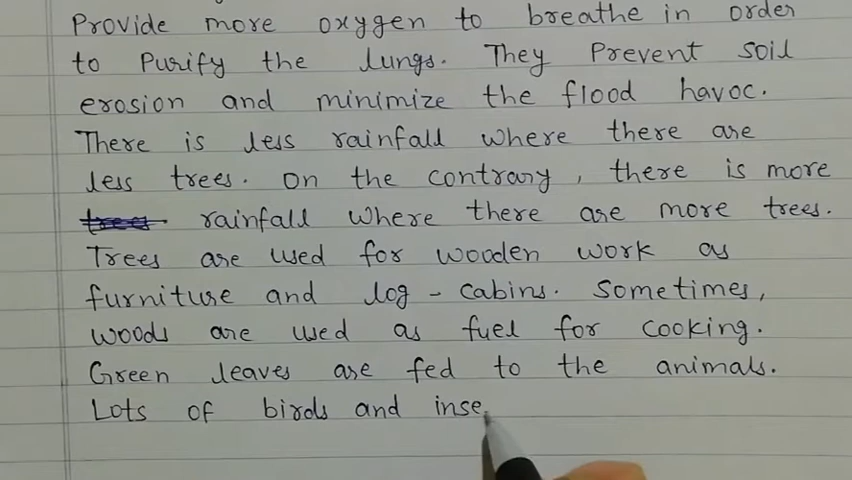 Provide more oxygen to breathe in order
to Purify the lungs. They Prevent soil
erosion and minimize the flood havoc.
There is less rainfall where there are
less trees. On the contrary, there is more
rainfall where there are more trees.
Trees are used for wooden work as
furniture and log-cabins. Sometimes,
woods are used as fuel for cooking.
Green leaves are fed to the animals.
Lots of birds and inse